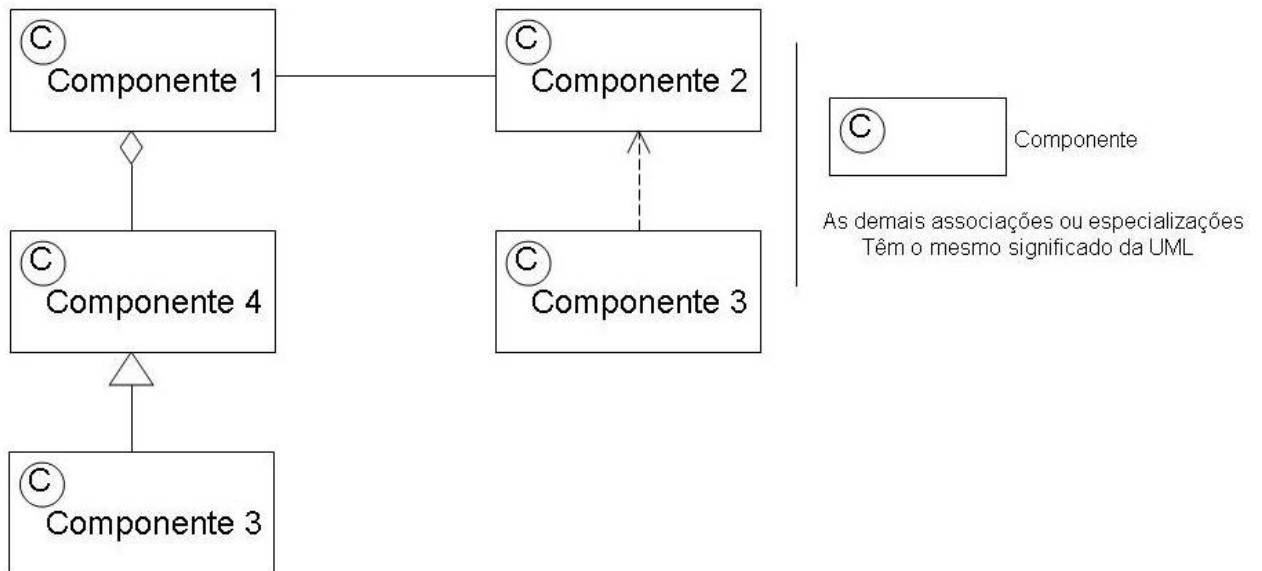 C
Componente 1
C
Componente 2
C
Componente
As demais associações ou especializações
Têm o mesmo significado da UML
C
Componente 4
C
Componente 3
C
Componente 3